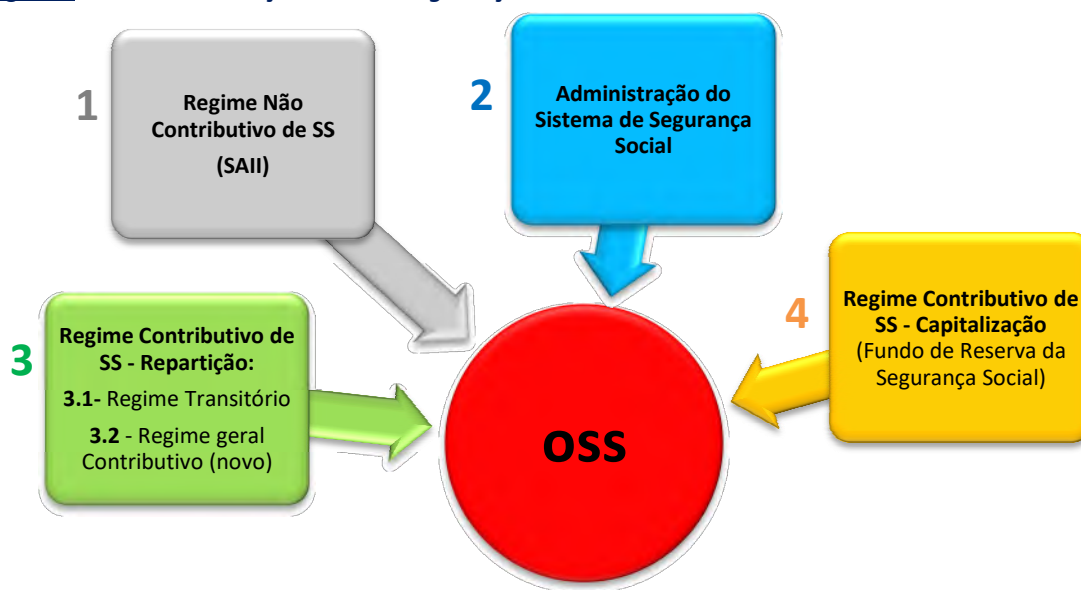 1
Regime Não
Contributivo de SS
(SAII)
2
Administração do
Sistema de Segurança
Social
3
Regime Contributivo de
SS - Repartição:
3.1- Regime Transitório
3.2 - Regime geral
Contributivo (novo)
4
Regime Contributivo de
SS - Capitalização
(Fundo de Reserva da
Segurança Social)
OSS